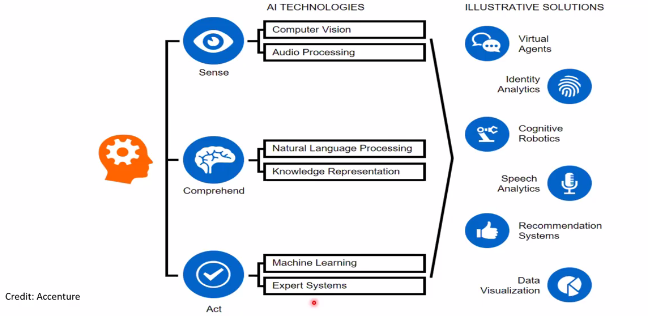 AI TECHNOLOGIES
ILLUSTRATIVE SOLUTIONS
Computer Vision
Audio Processing
Sense
Natural Language Processing
Knowledge Representation
Comprehend
Machine Learning
Expert Systems
Act
Virtual
Agents
Identity
Analytics
Cognitive
Robotics
Speech
Analytics
Recommendation
Systems
Data
Visualization
Credit: Accenture